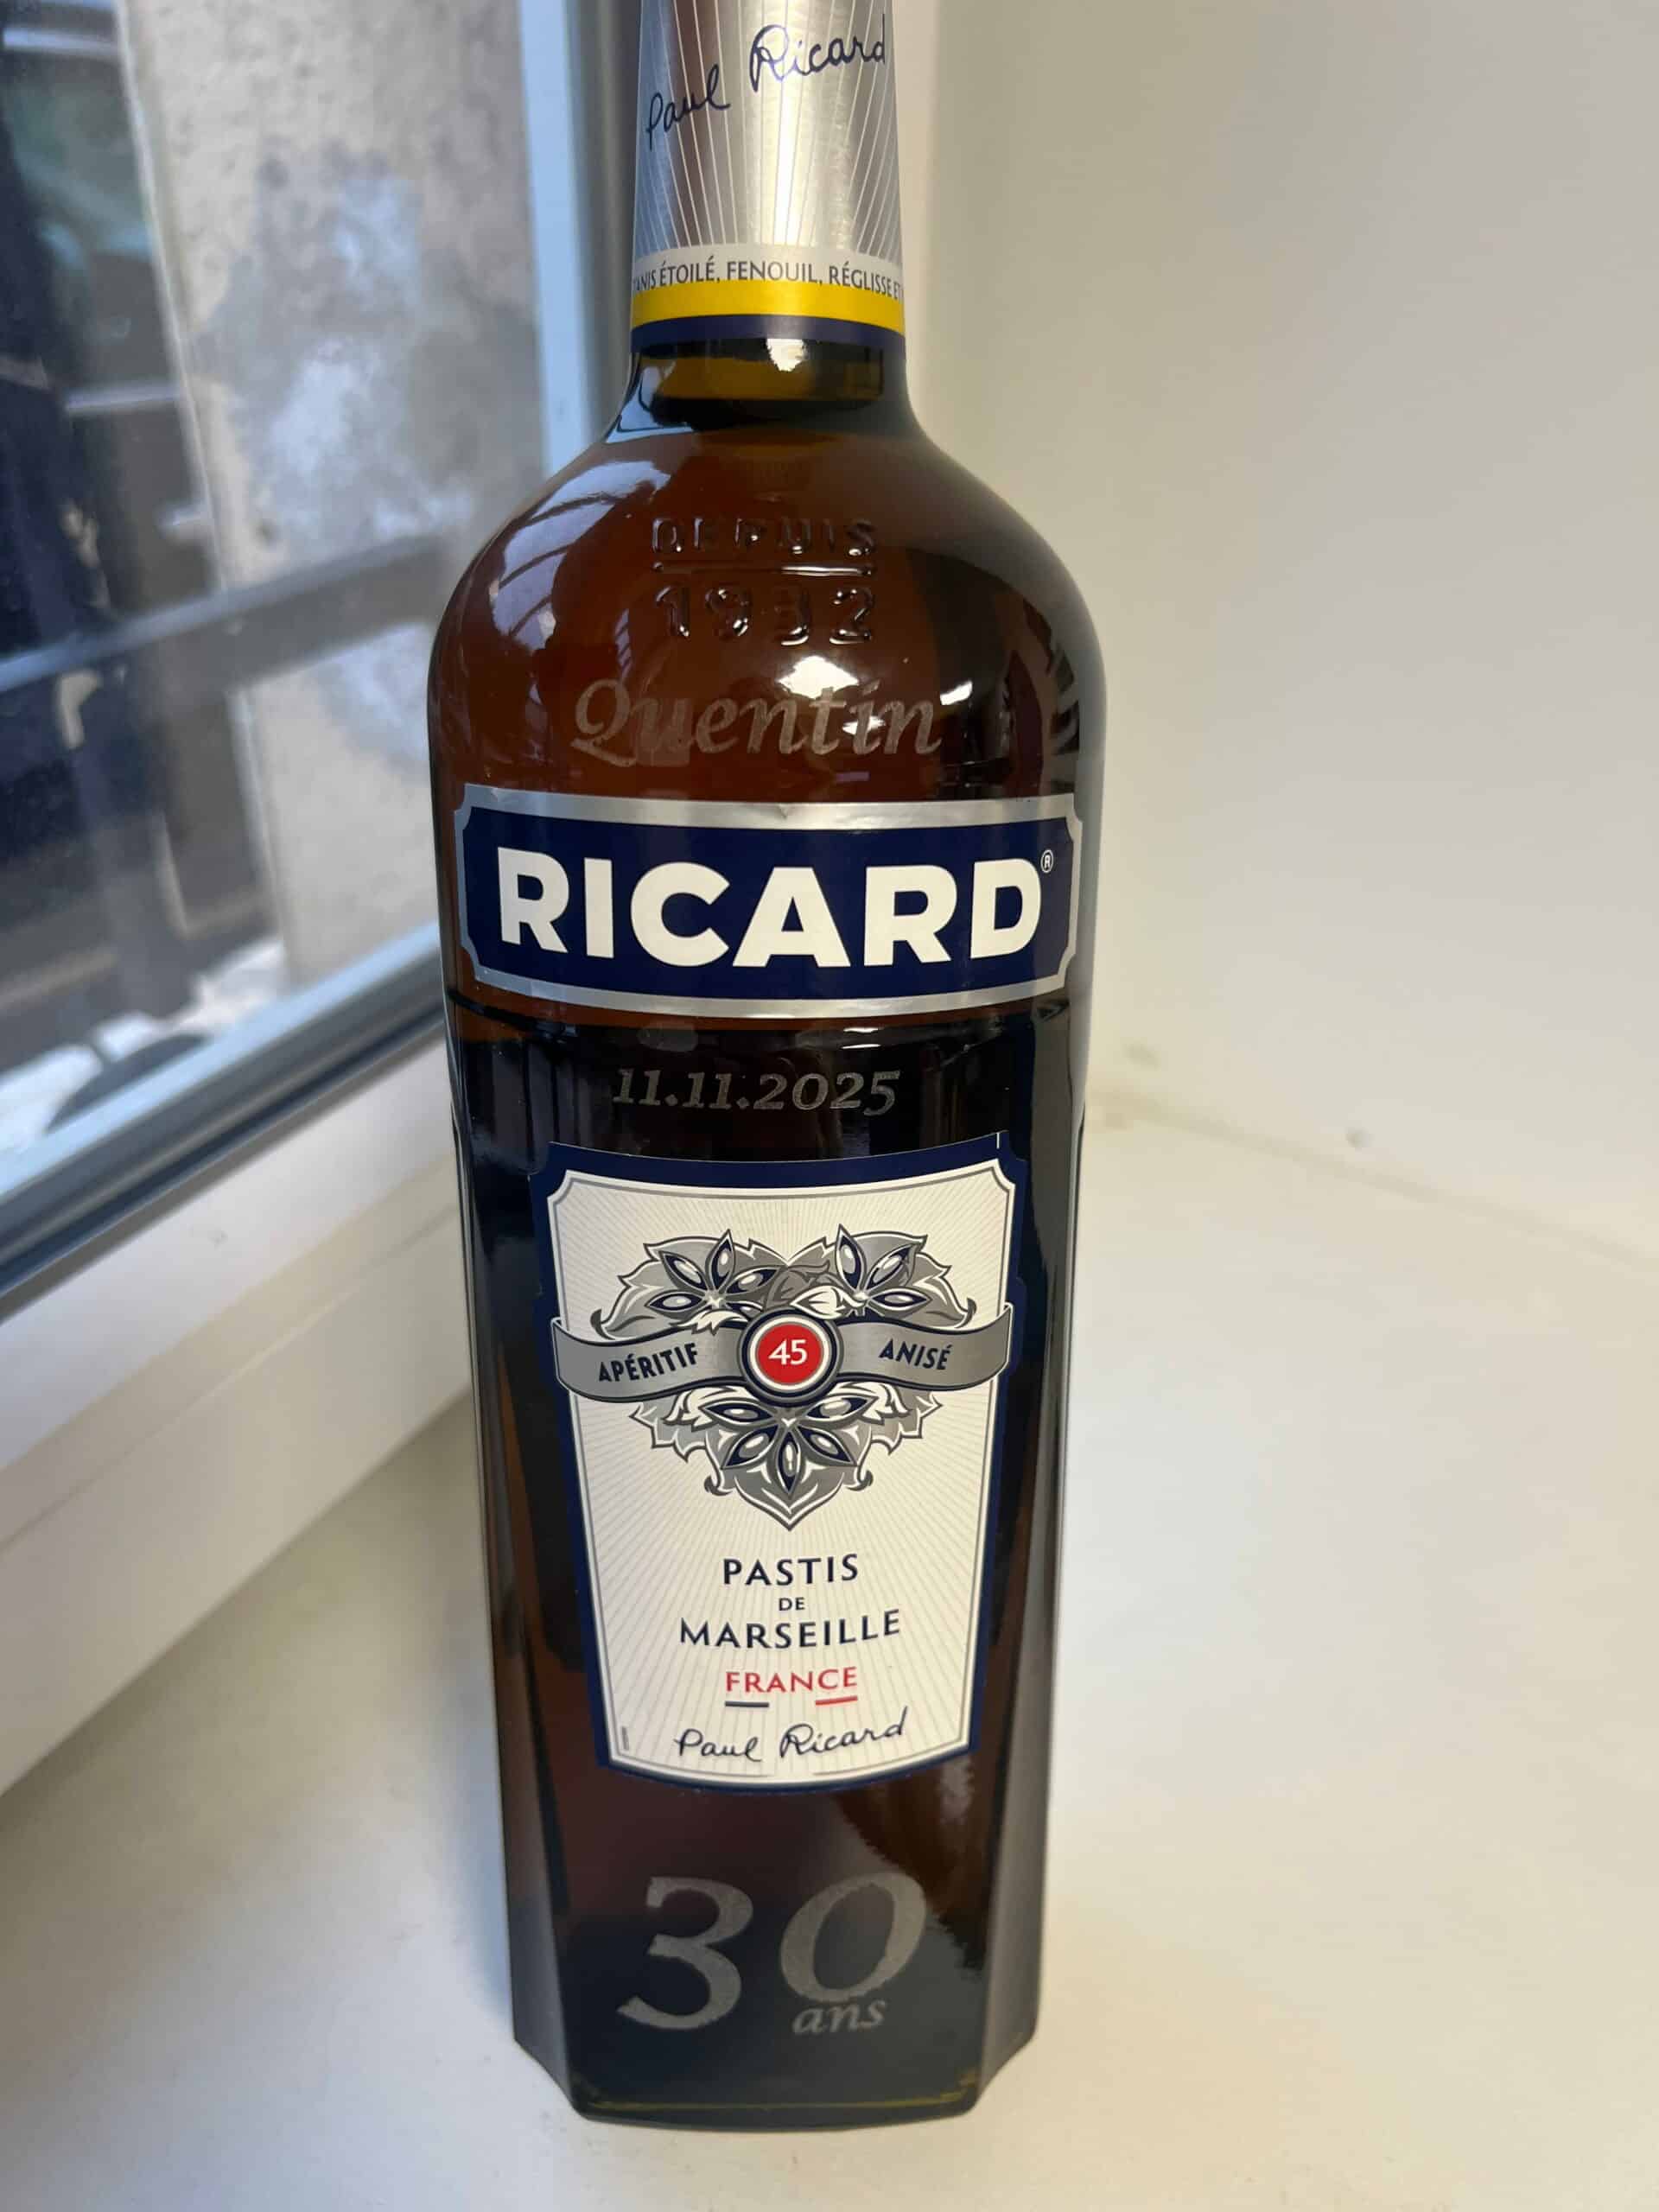 Paul Ricard
ANIS ÉTOILÉ, FENOUIL, RÉGLISSE ET
DEPUIS
1932
Quentin
RICARD®
11.11.2025
APÉRITIF 45 ANISÉ
PASTIS
DE
MARSEILLE
FRANCE
Paul Ricard
30
ans